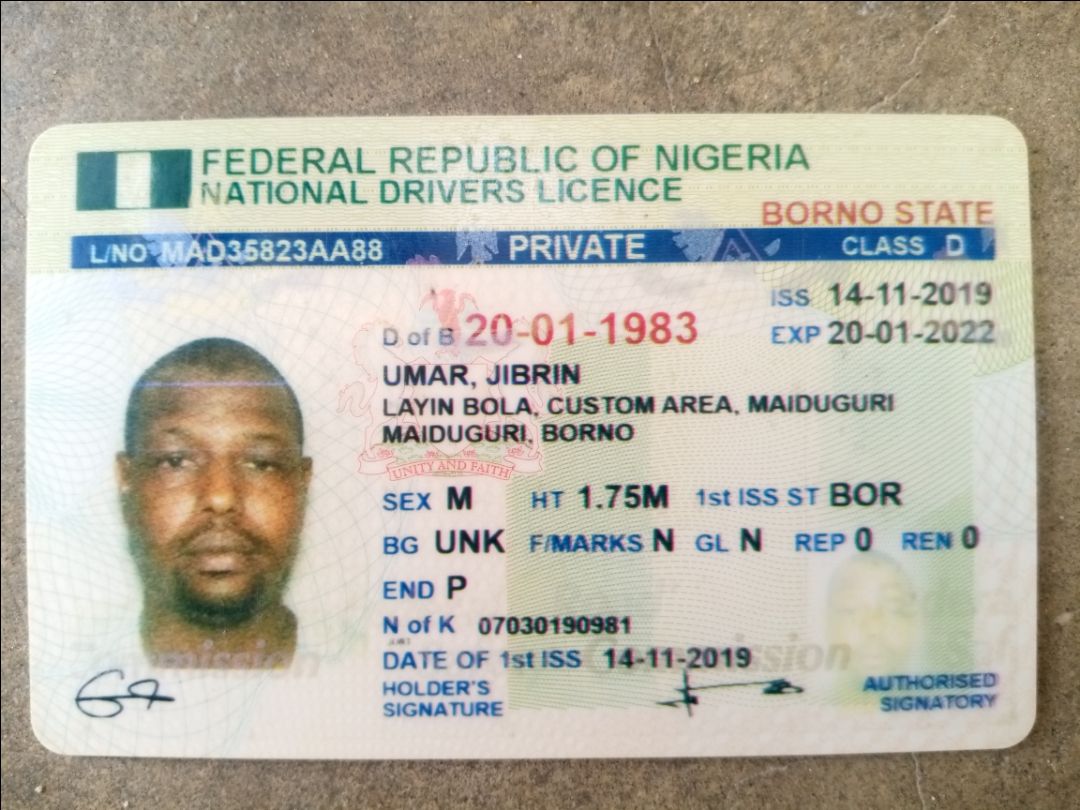 FEDERAL REPUBLIC OF NIGERIA
NATIONAL DRIVERS LICENCE
BORNO STATE
L/NO MAD35823AA88 PRIVATE CLASS D
ISS 14-11-2019
D of B 20-01-1983 EXP 20-01-2022
UMAR, JIBRIN
LAYIN BOLA, CUSTOM AREA, MAIDUGURI
MAIDUGURI, BORNO
UNITY AND FAITH
SEX M HT 1.75M 1st ISS ST BOR
BG UNK F/MARKS N GL N REP 0 REN 0
END P
N of K 07030190981
DATE OF 1st ISS 14-11-2019
HOLDER'S
SIGNATURE
AUTHORISED
SIGNATORY